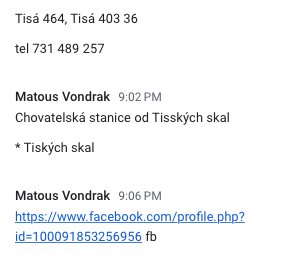 Tisá 464, Tisá 403 36
tel 731 489 257
Matous Vondrak 9:02 PM
Chovatelská stanice od Tisských skal
* Tiských skal
Matous Vondrak 9:06 PM
https://www.facebook.com/profile.php?
id=100091853256956 fb